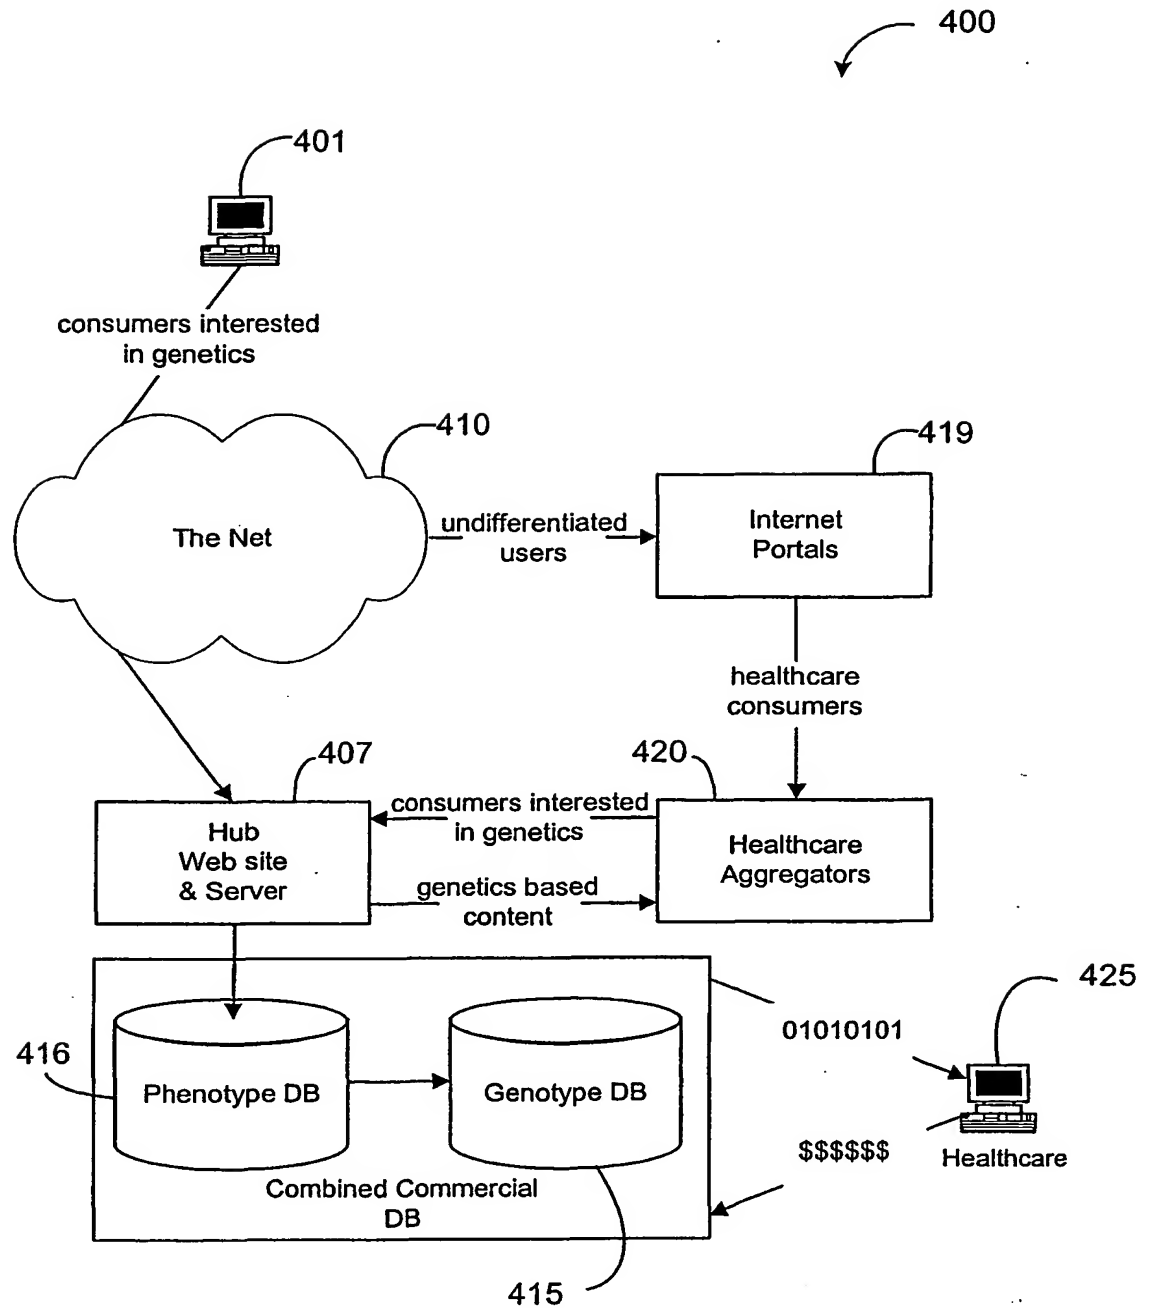 400
401
consumers interested
in genetics
410
419
The Net
undifferentiated
users
Internet
Portals
healthcare
consumers
407
420
Hub
Web site
& Server
consumers interested
in genetics
genetics based
content
Healthcare
Aggregators
425
01010101
416
Phenotype DB
Genotype DB
$$$$$$
Healthcare
Combined Commercial
DB
415